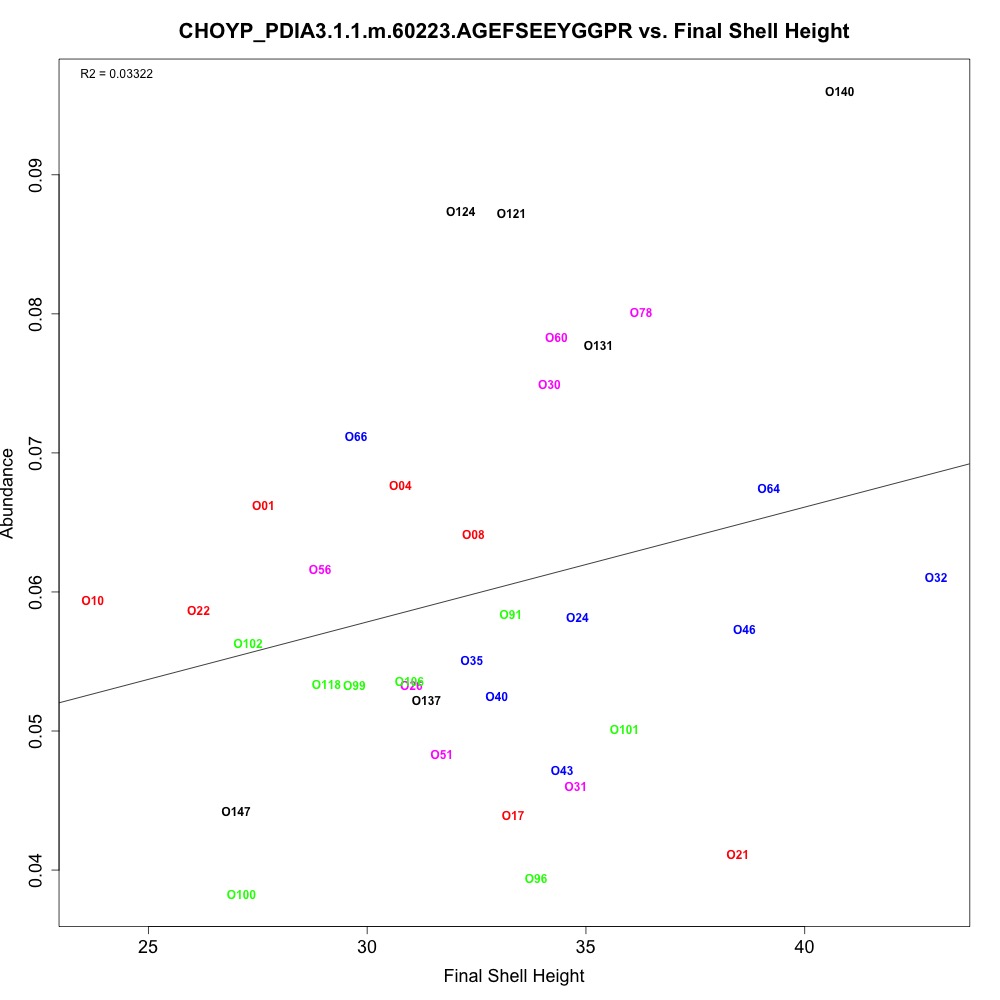 CHOYP_PDIA3.1.1.m.60223.AGEFSEEYGGPR vs. Final Shell Height
R2 = 0.03322
O140
0.09
O124 O121
0.08
O78
O60
O131
O30
O66
0.07
Abundance
O04
O64
O01
O08
O56
O32
0.06
O10
O22
O91
O24
O46
O102
O35
O106
O118 O99
O26
O40
O137
0.05
O101
O51
O43
O31
O17
O147
O21
0.04
O96
O100
25 30 35 40
Final Shell Height